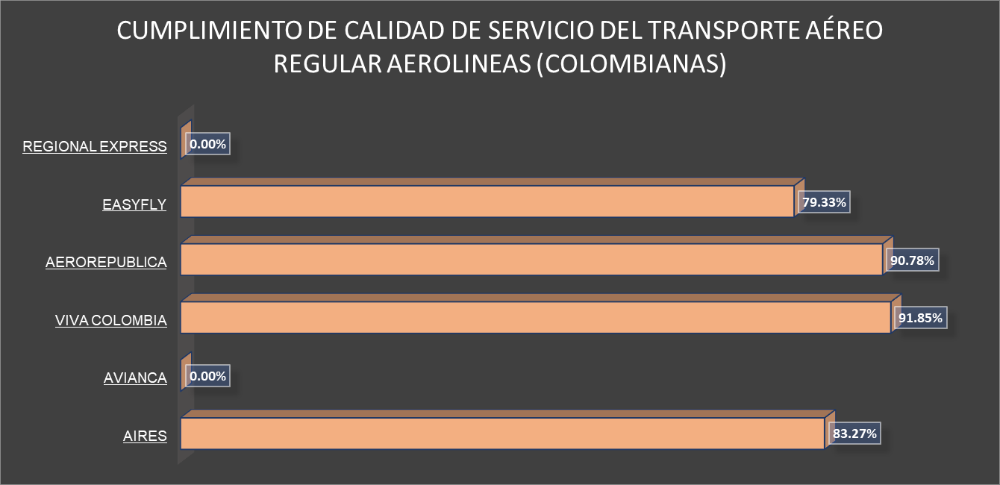 CUMPLIMIENTO DE CALIDAD DE SERVICIO DEL TRANSPORTE AÉREO
REGULAR AEROLINEAS (COLOMBIANAS)
REGIONAL EXPRESS
0.00%
EASYFLY
79.33%
AEROREPUBLICA
90.78%
VIVA COLOMBIA
91.85%
AVIANCA
0.00%
AIRES
83.27%